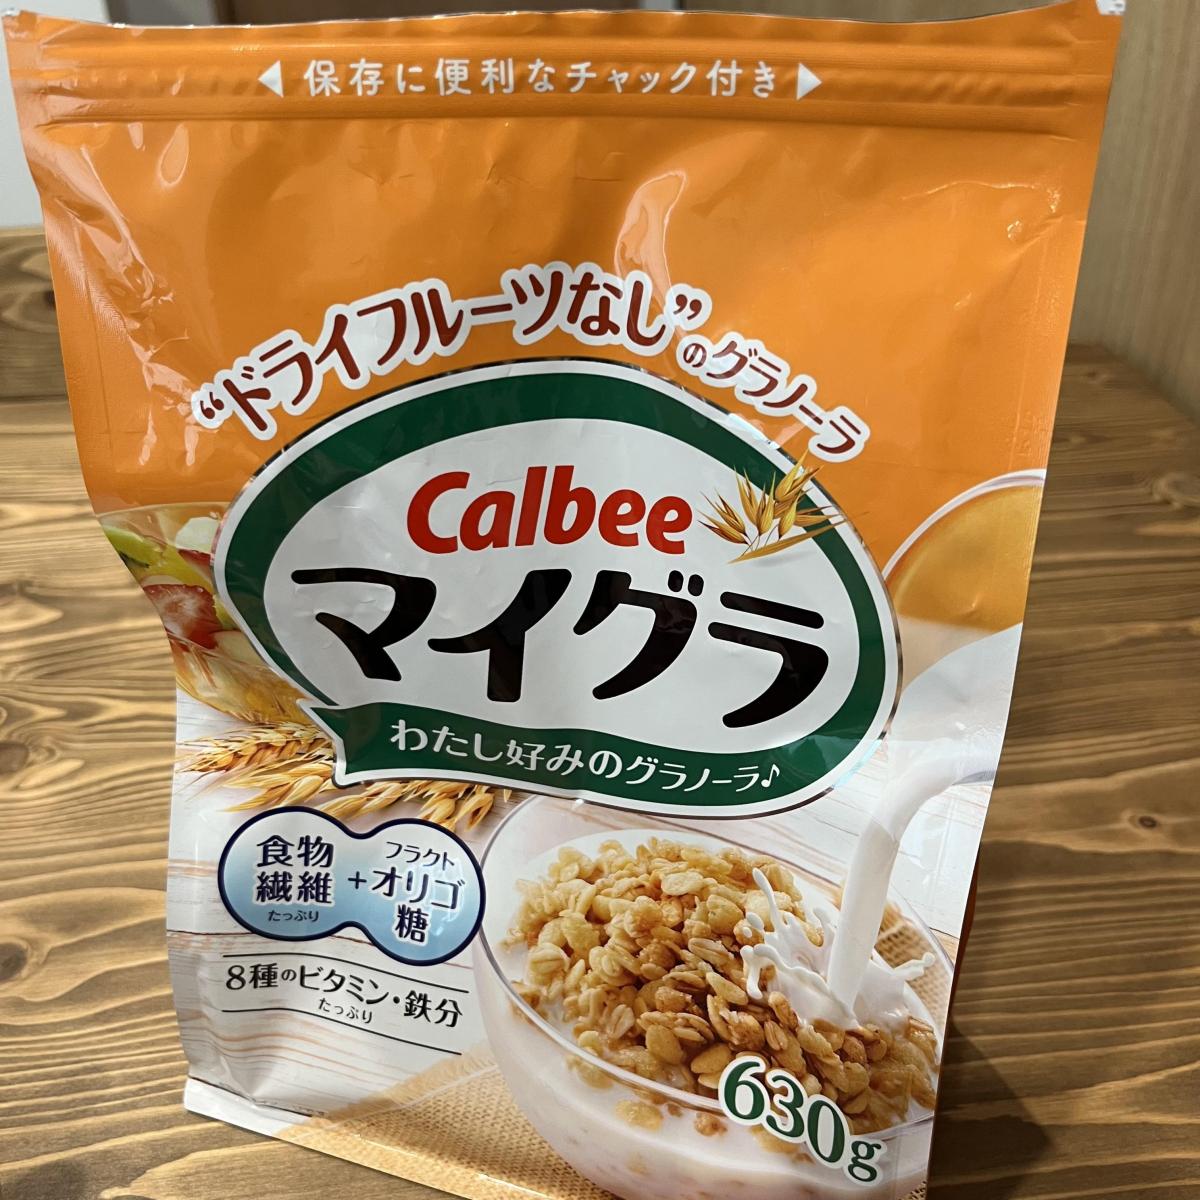 ◀ 保存に便利なチャック付き ▶
“ドライフルーツなし”のグラノーラ
Calbee
マイグラ
わたし好みのグラノーラ♪
食物
繊維
たっぷり
+
フラクト
オリゴ
糖
8種のビタミン・鉄分
たっぷり
630g